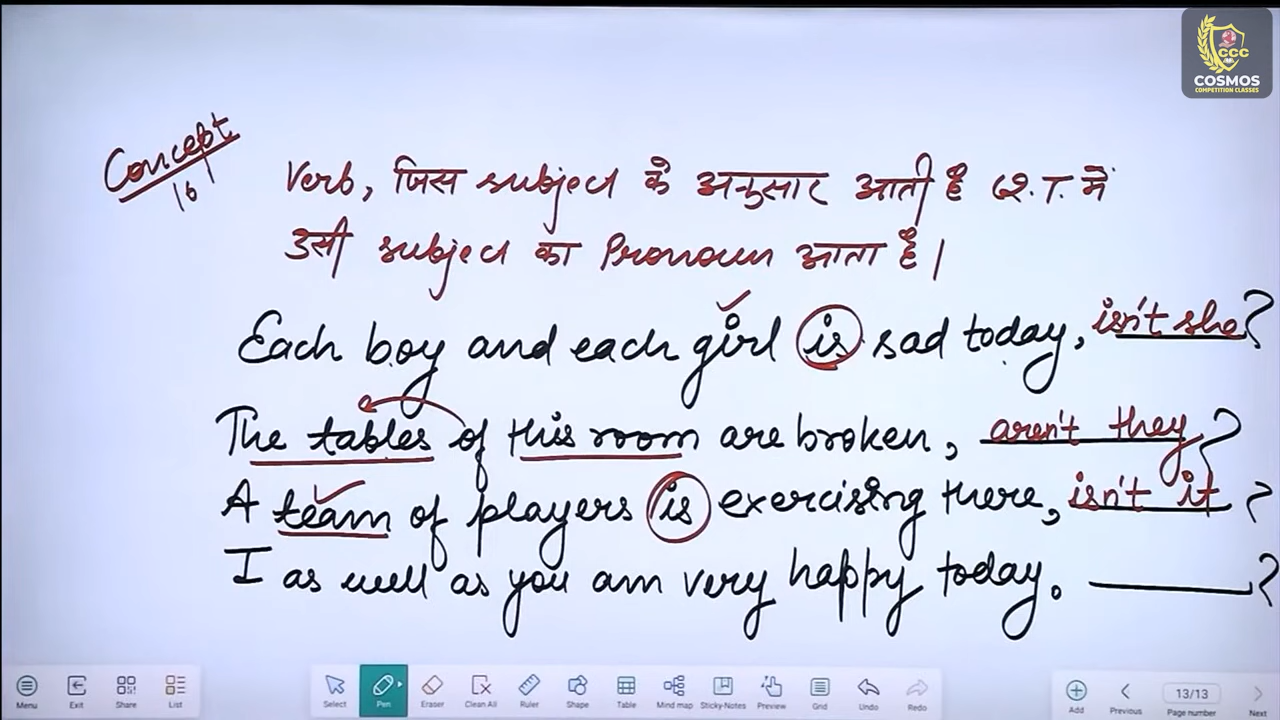 CCC
COSMOS
COMPETITION CLASSES
Concept
16
Verb, जिस subject के अनुसार आती है Q.T. में
उसी subject का Pronoun आता है।
Each boy and each girl is sad today, isn't she?
The tables of this room are broken, aren't they?
A team of players is exercising there, isn't it?
I as well as you am very happy today. ______?
Menu Exit Share List Select Pen Eraser Clean All Ruler Shape Table Mind map Sticky-Notes Preview Grid Undo Redo Add Previous 13/13 Page number Next